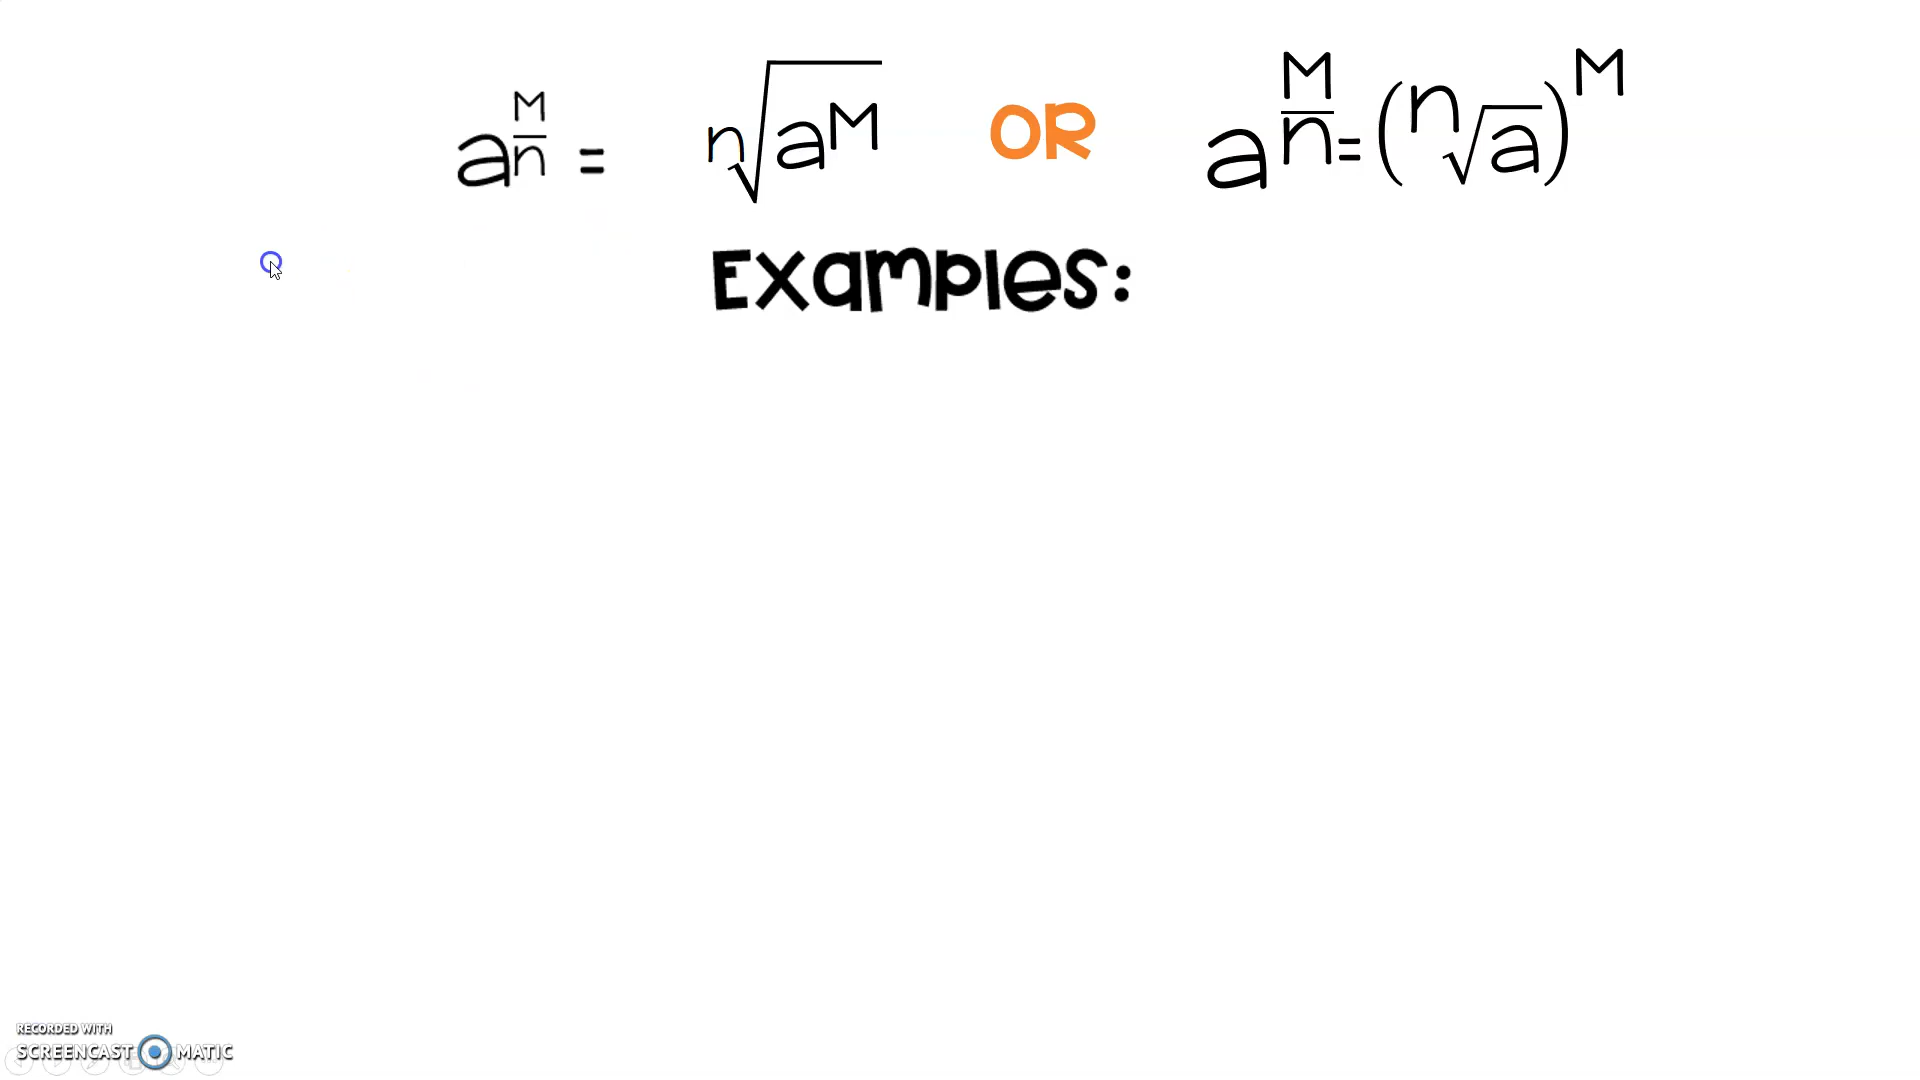 a^(M/n) = n√(a^M) OR a^(M/n) = (n√a)^M
Examples:
RECORDED WITH
SCREENCAST MATIC